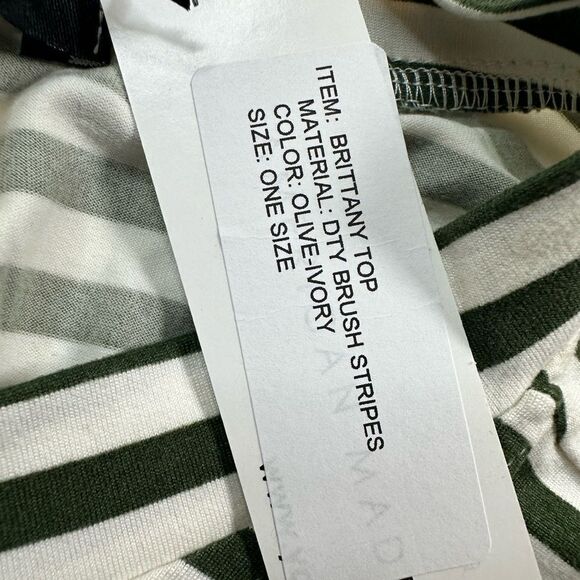 ITEM: BRITTANY TOP
MATERIAL: DTY BRUSH STRIPES
COLOR: OLIVE-IVORY
SIZE: ONE SIZE